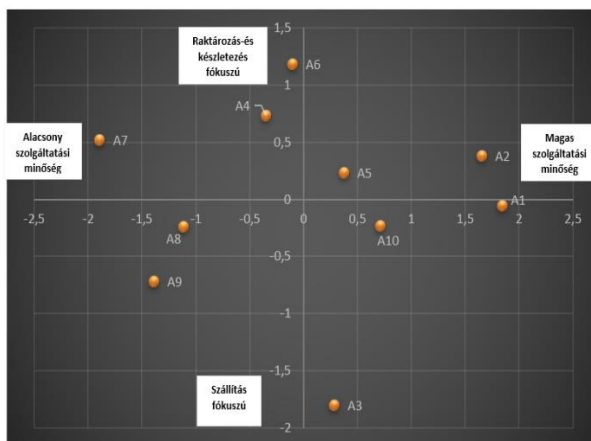 1,5
Raktározás-és
készletezés
fókuszú
A6
1
A4
Alacsony
szolgáltatási
minőség
A7
0,5
A2
Magas
szolgáltatási
minőség
A5
A1
0
-2,5 -2 -1,5 -1 -0,5 0 0,5 1 1,5 2 2,5
A8
A10
-0,5
A9
-1
-1,5
Szállítás
fókuszú
A3
-2